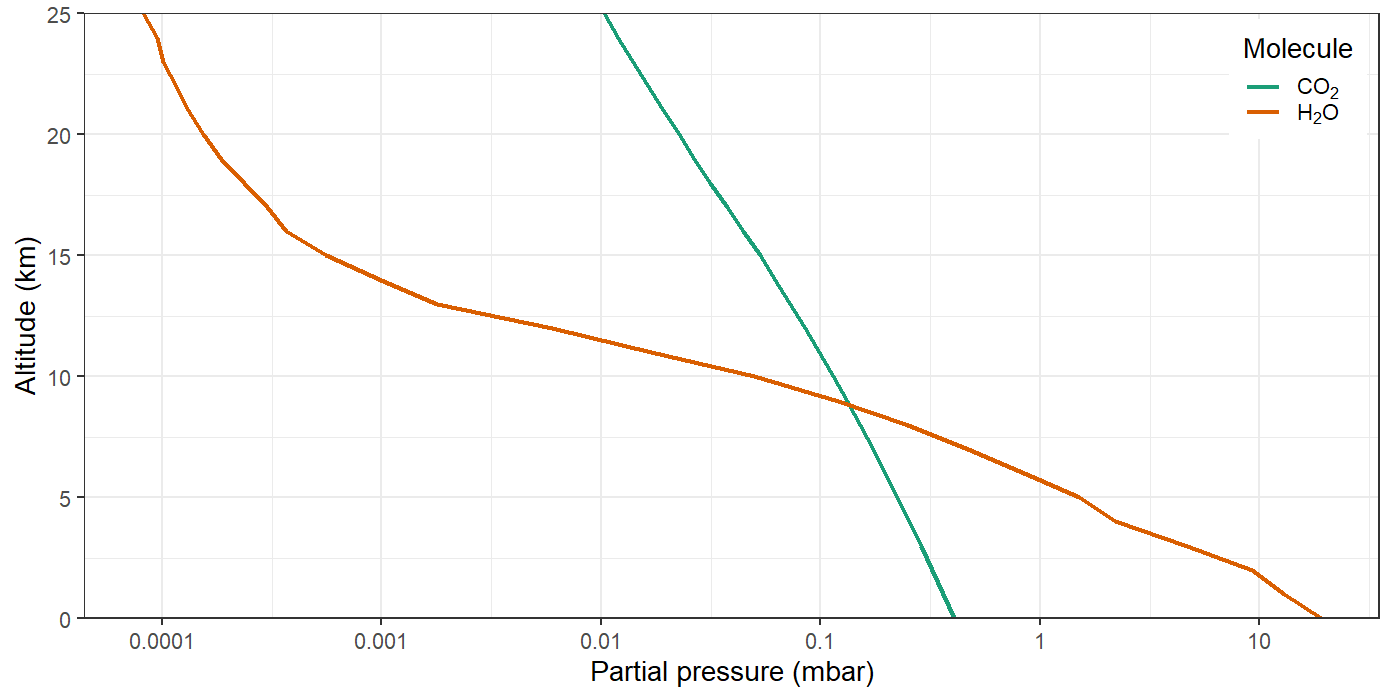 25
20
15
10
5
0
Altitude (km)
Molecule
CO₂
H₂O
0.0001 0.001 0.01 0.1 1 10
Partial pressure (mbar)